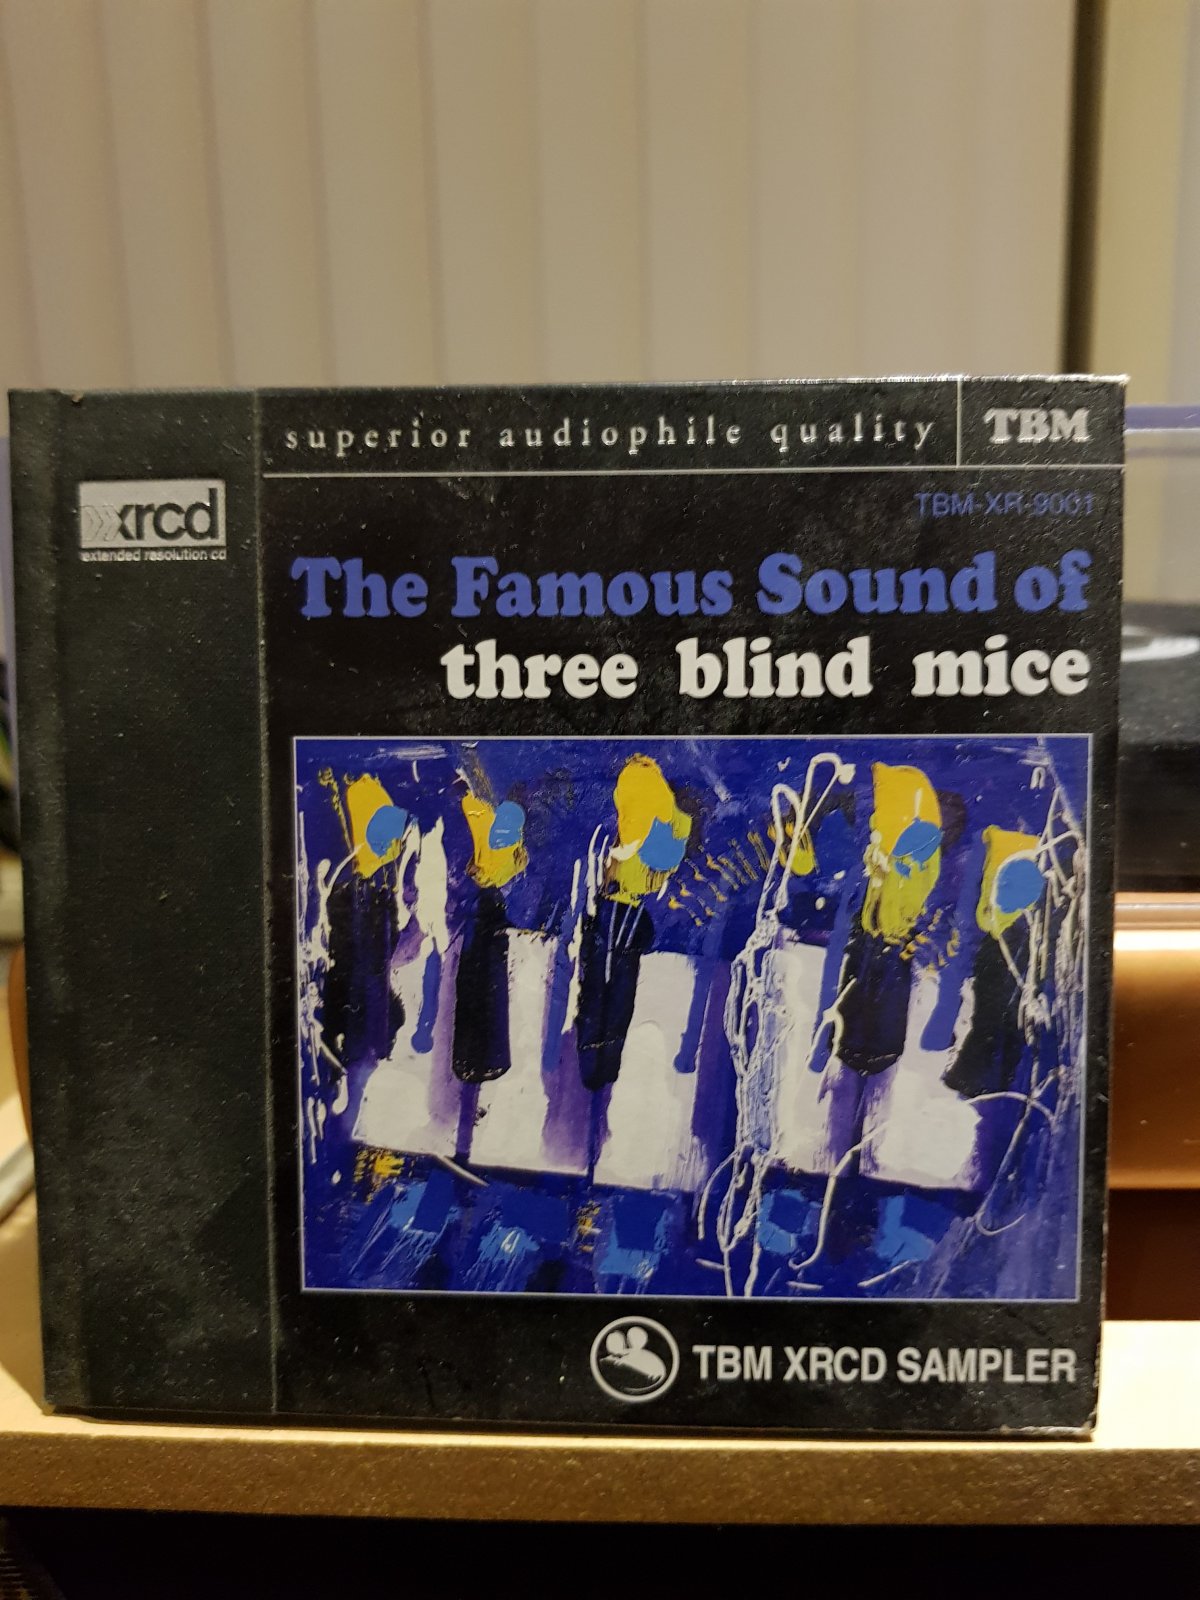 superior audiophile quality
TBM
xrcd
extended resolution cd
TBM-XR-9001
The Famous Sound of
three blind mice
TBM XRCD SAMPLER